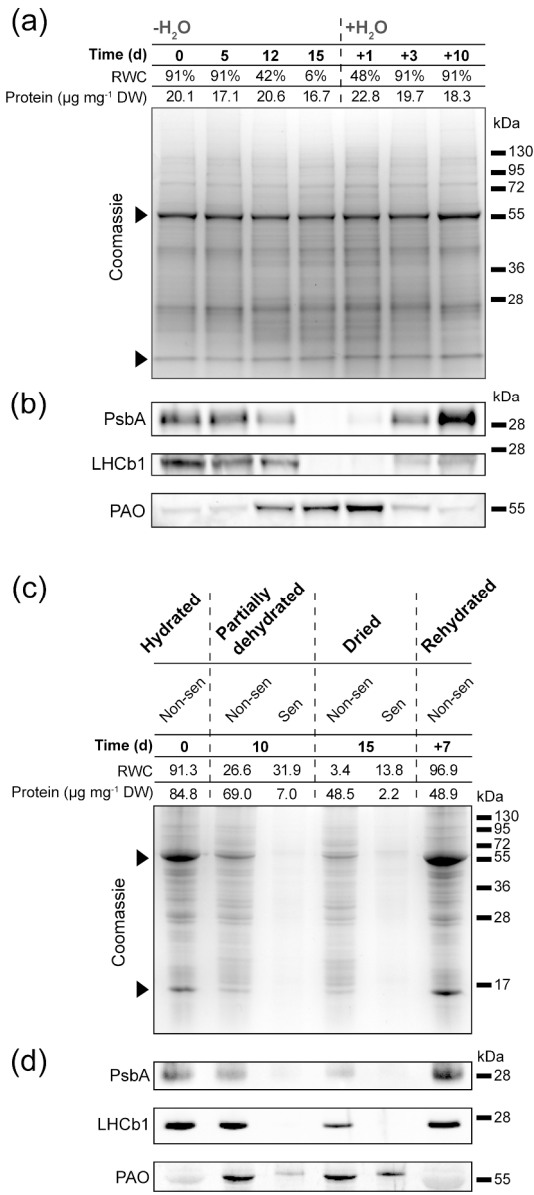 (a)
-H₂O +H₂O
Time (d) 0 5 12 15 +1 +3 +10
RWC 91% 91% 42% 6% 48% 91% 91%
Protein (µg mg⁻¹ DW) 20.1 17.1 20.6 16.7 22.8 19.7 18.3
kDa
130
95
72
55
36
28
Coomassie
(b)
kDa
PsbA 28
28
LHCb1
PAO 55
(c)
Hydrated Partially dehydrated Dried Rehydrated
Non-sen Non-sen Sen Non-sen Sen Non-sen
Time (d) 0 10 15 +7
RWC 91.3 26.6 31.9 3.4 13.8 96.9
Protein (µg mg⁻¹ DW) 84.8 69.0 7.0 48.5 2.2 48.9
kDa
130
95
72
55
36
28
17
Coomassie
(d)
kDa
PsbA 28
28
LHCb1
PAO 55